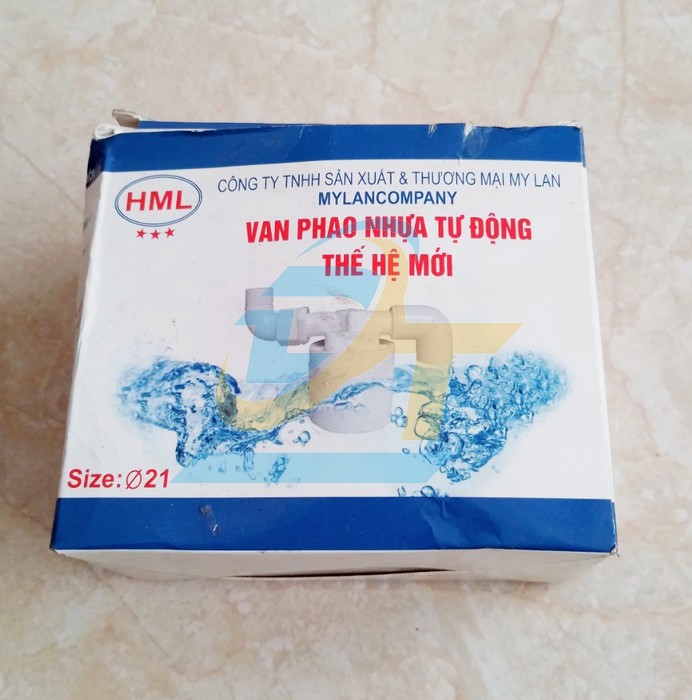 HML
CÔNG TY TNHH SẢN XUẤT & THƯƠNG MẠI MY LAN
MYLANCOMPANY
VAN PHAO NHỰA TỰ ĐỘNG
THẾ HỆ MỚI
Size: Ø21